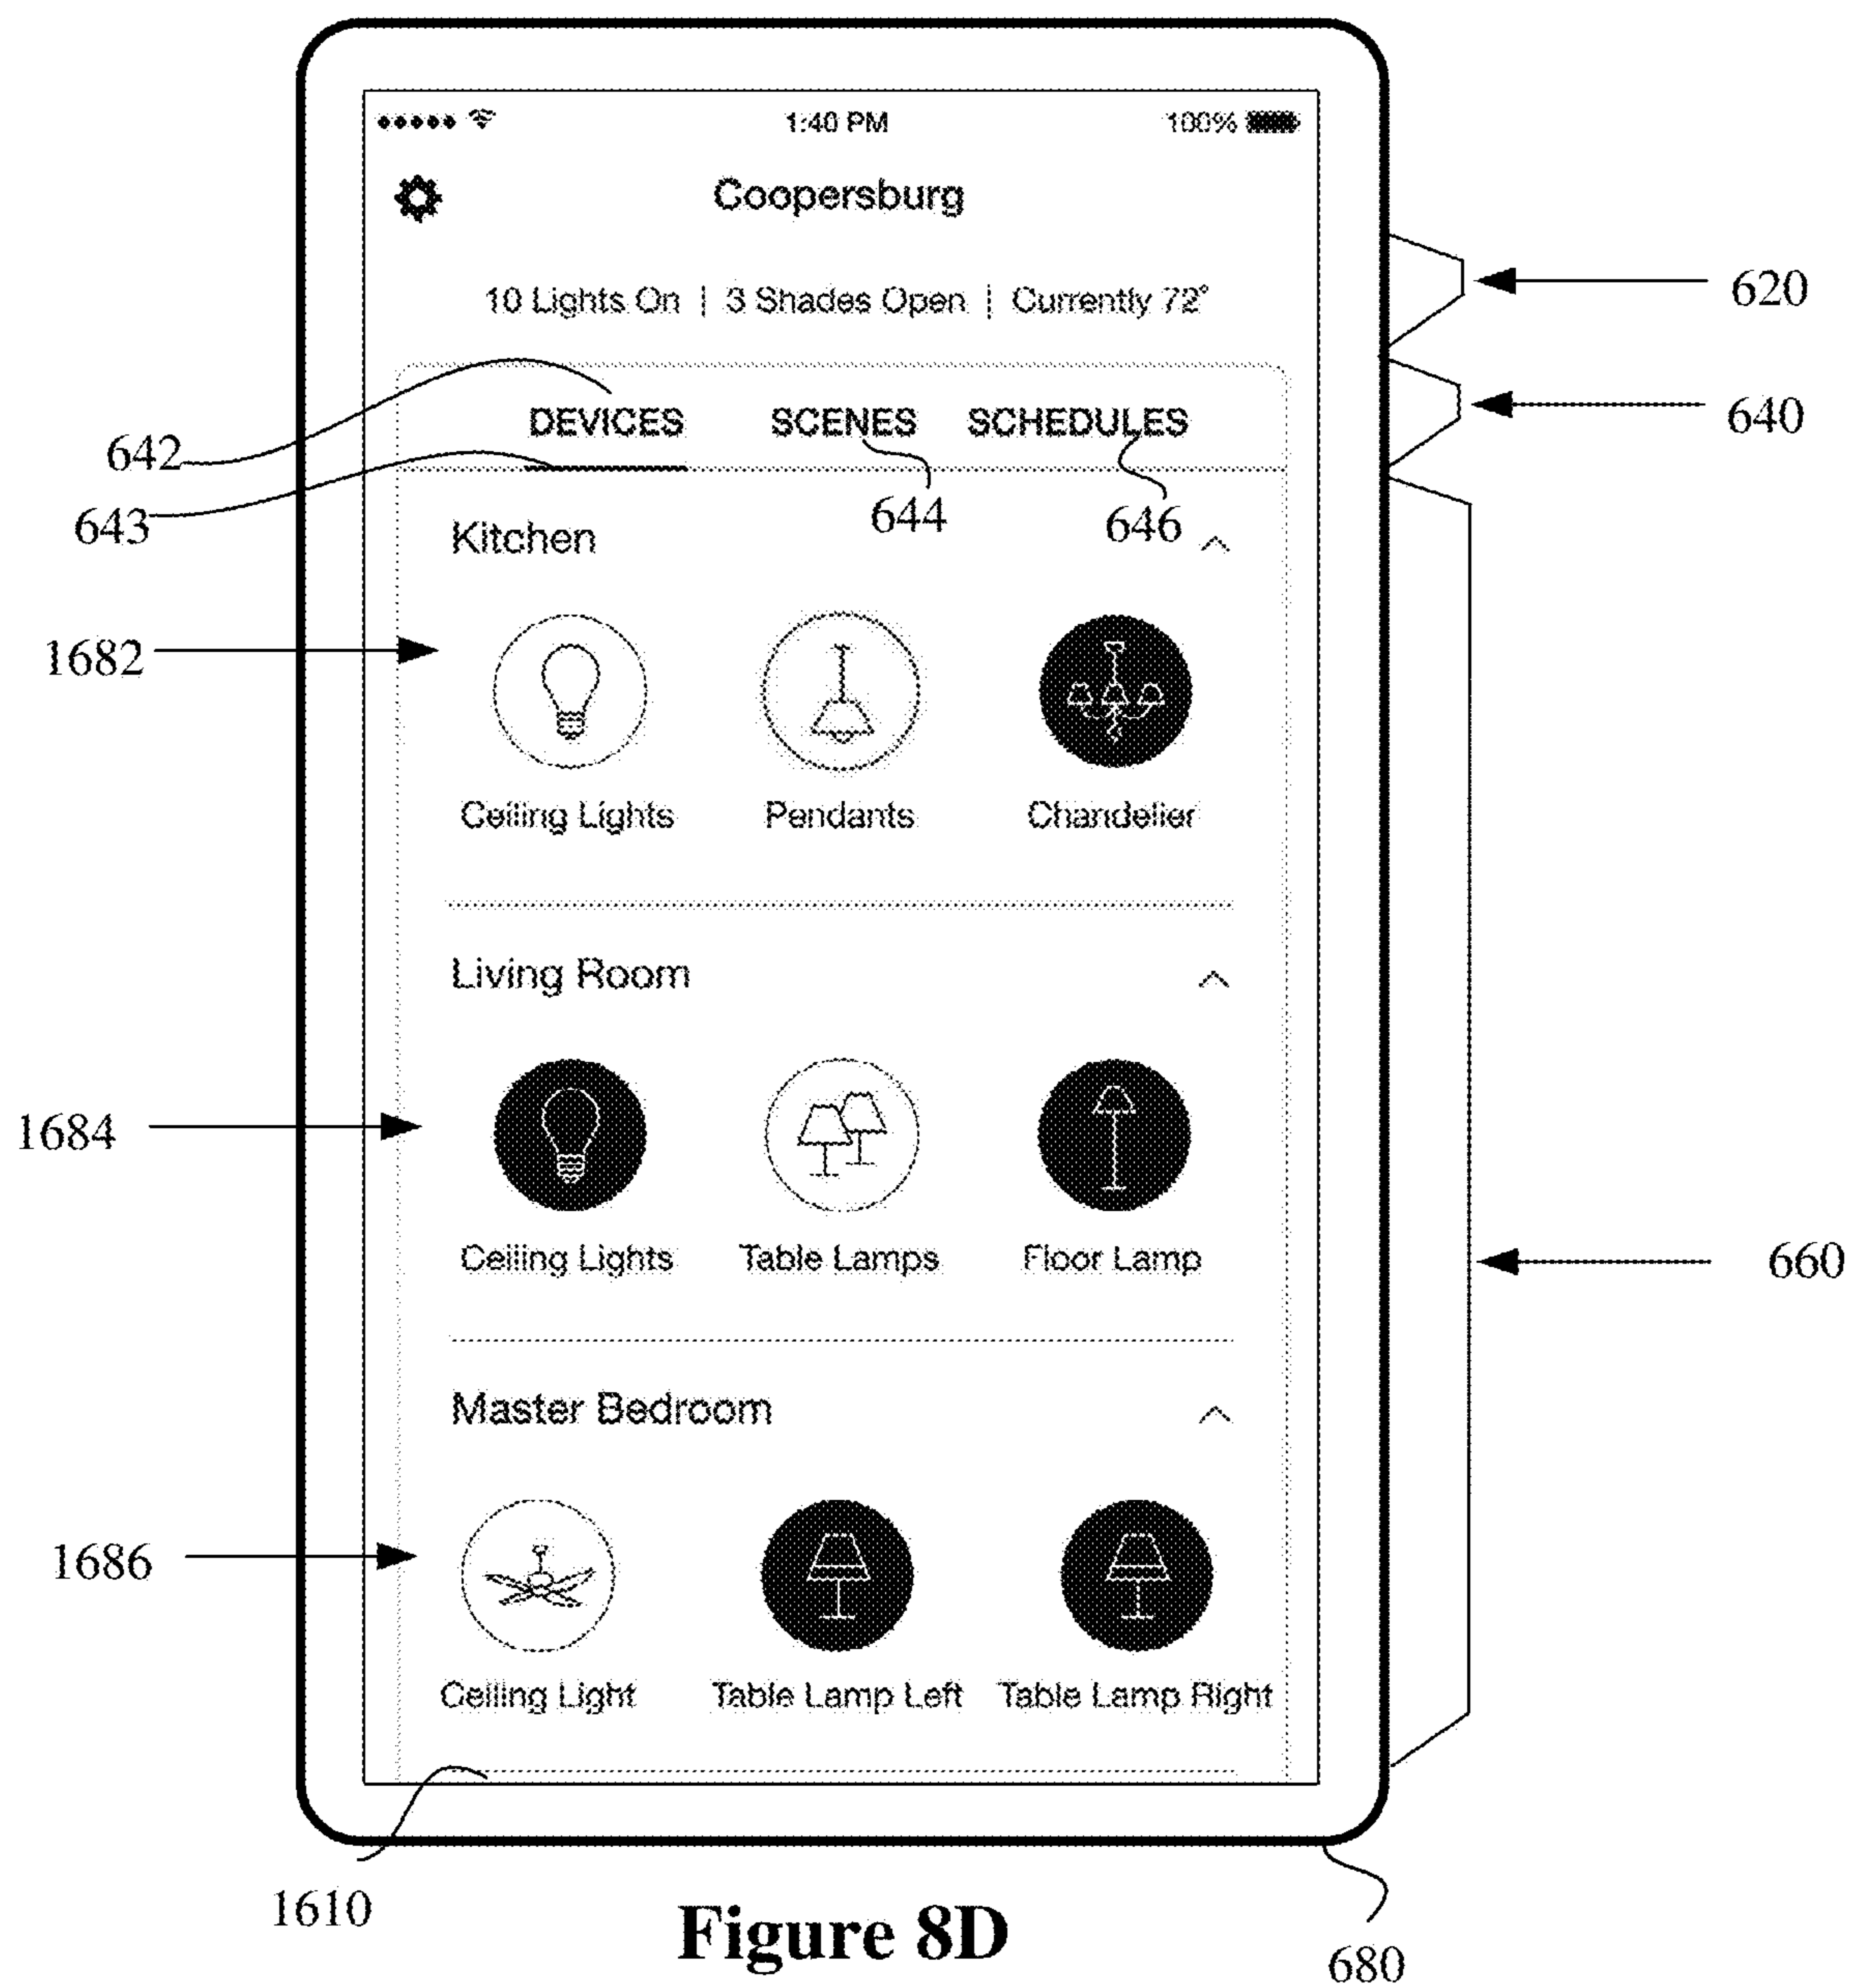 1:40 PM 100%
Coopersburg
620
10 Lights On | 3 Shades Open | Currently 72°
640
DEVICES SCENES SCHEDULES
642
643
644 646
Kitchen
1682
Ceiling Lights Pendants Chandelier
Living Room
1684
Ceiling Lights Table Lamps Floor Lamp
660
Master Bedroom
1686
Ceiling Light Table Lamp Left Table Lamp Right
1610
Figure 8D
680